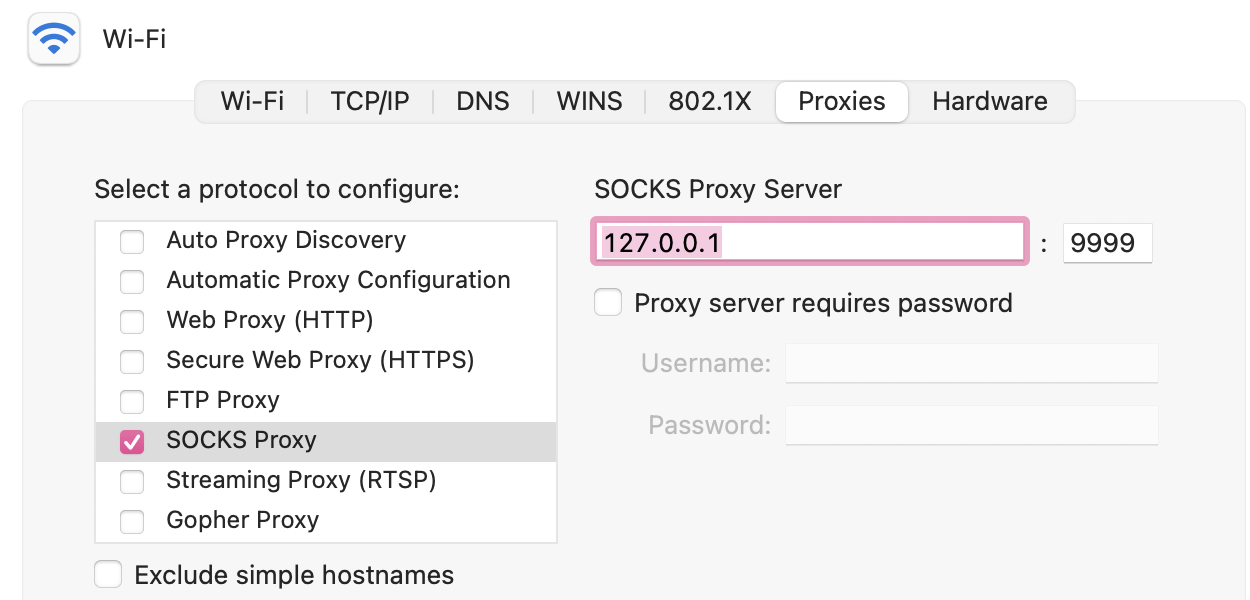 Wi-Fi
Wi-Fi TCP/IP DNS WINS 802.1X Proxies Hardware
Select a protocol to configure:
Auto Proxy Discovery
Automatic Proxy Configuration
Web Proxy (HTTP)
Secure Web Proxy (HTTPS)
FTP Proxy
SOCKS Proxy
Streaming Proxy (RTSP)
Gopher Proxy
Exclude simple hostnames
SOCKS Proxy Server
127.0.0.1 : 9999
Proxy server requires password
Username:
Password: